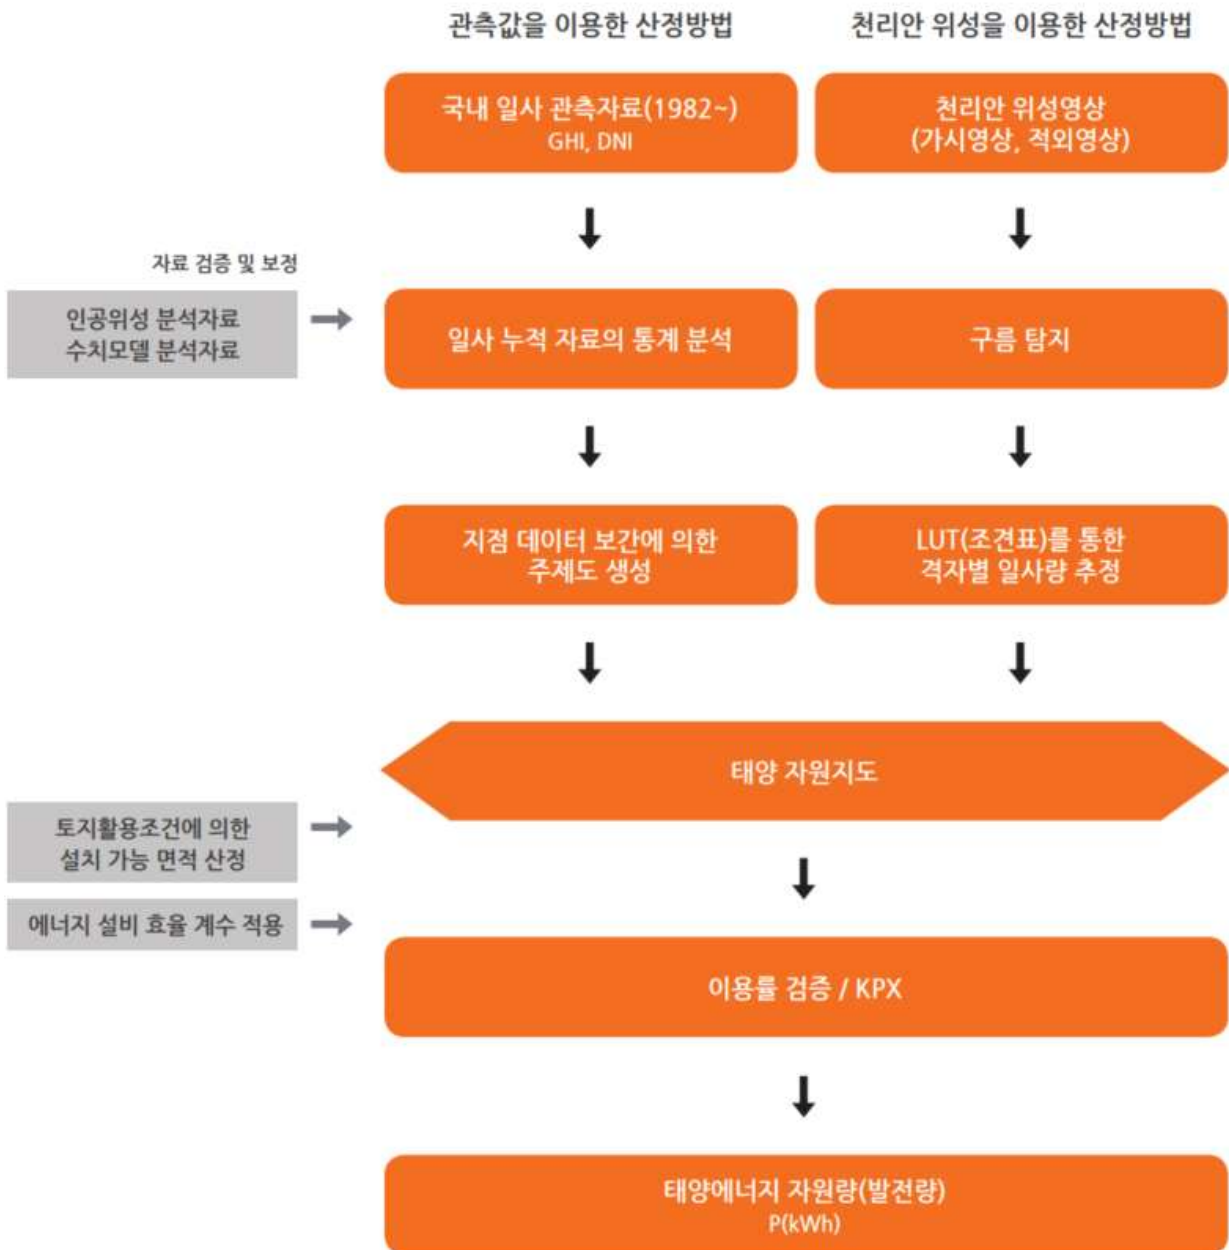 관측값을 이용한 산정방법
천리안 위성을 이용한 산정방법
국내 일사 관측자료(1982~)
GHI, DNI
천리안 위성영상
(가시영상, 적외영상)
자료 검증 및 보정
인공위성 분석자료
수치모델 분석자료
일사 누적 자료의 통계 분석
구름 탐지
지점 데이터 보간에 의한
주제도 생성
LUT(조견표)를 통한
격자별 일사량 추정
태양 자원지도
토지활용조건에 의한
설치 가능 면적 산정
에너지 설비 효율 계수 적용
이용률 검증 / KPX
태양에너지 자원량(발전량)
P(kWh)